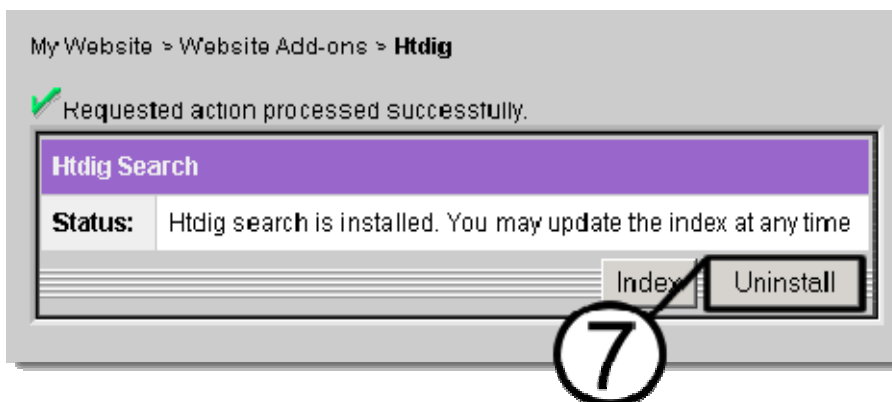 My Website > Website Add-ons > Htdig
Requested action processed successfully.
Htdig Search
Status: Htdig search is installed. You may update the index at any time
Index Uninstall
7